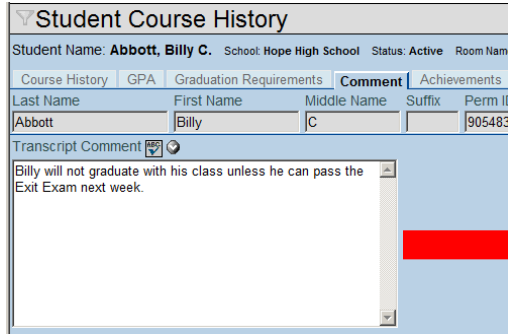 Student Course History
Student Name: Abbott, Billy C. School: Hope High School Status: Active Room Nam
Course History GPA Graduation Requirements Comment Achievements
Last Name First Name Middle Name Suffix Perm ID
Abbott Billy C 905483
Transcript Comment ABC
Billy will not graduate with his class unless he can pass the
Exit Exam next week.